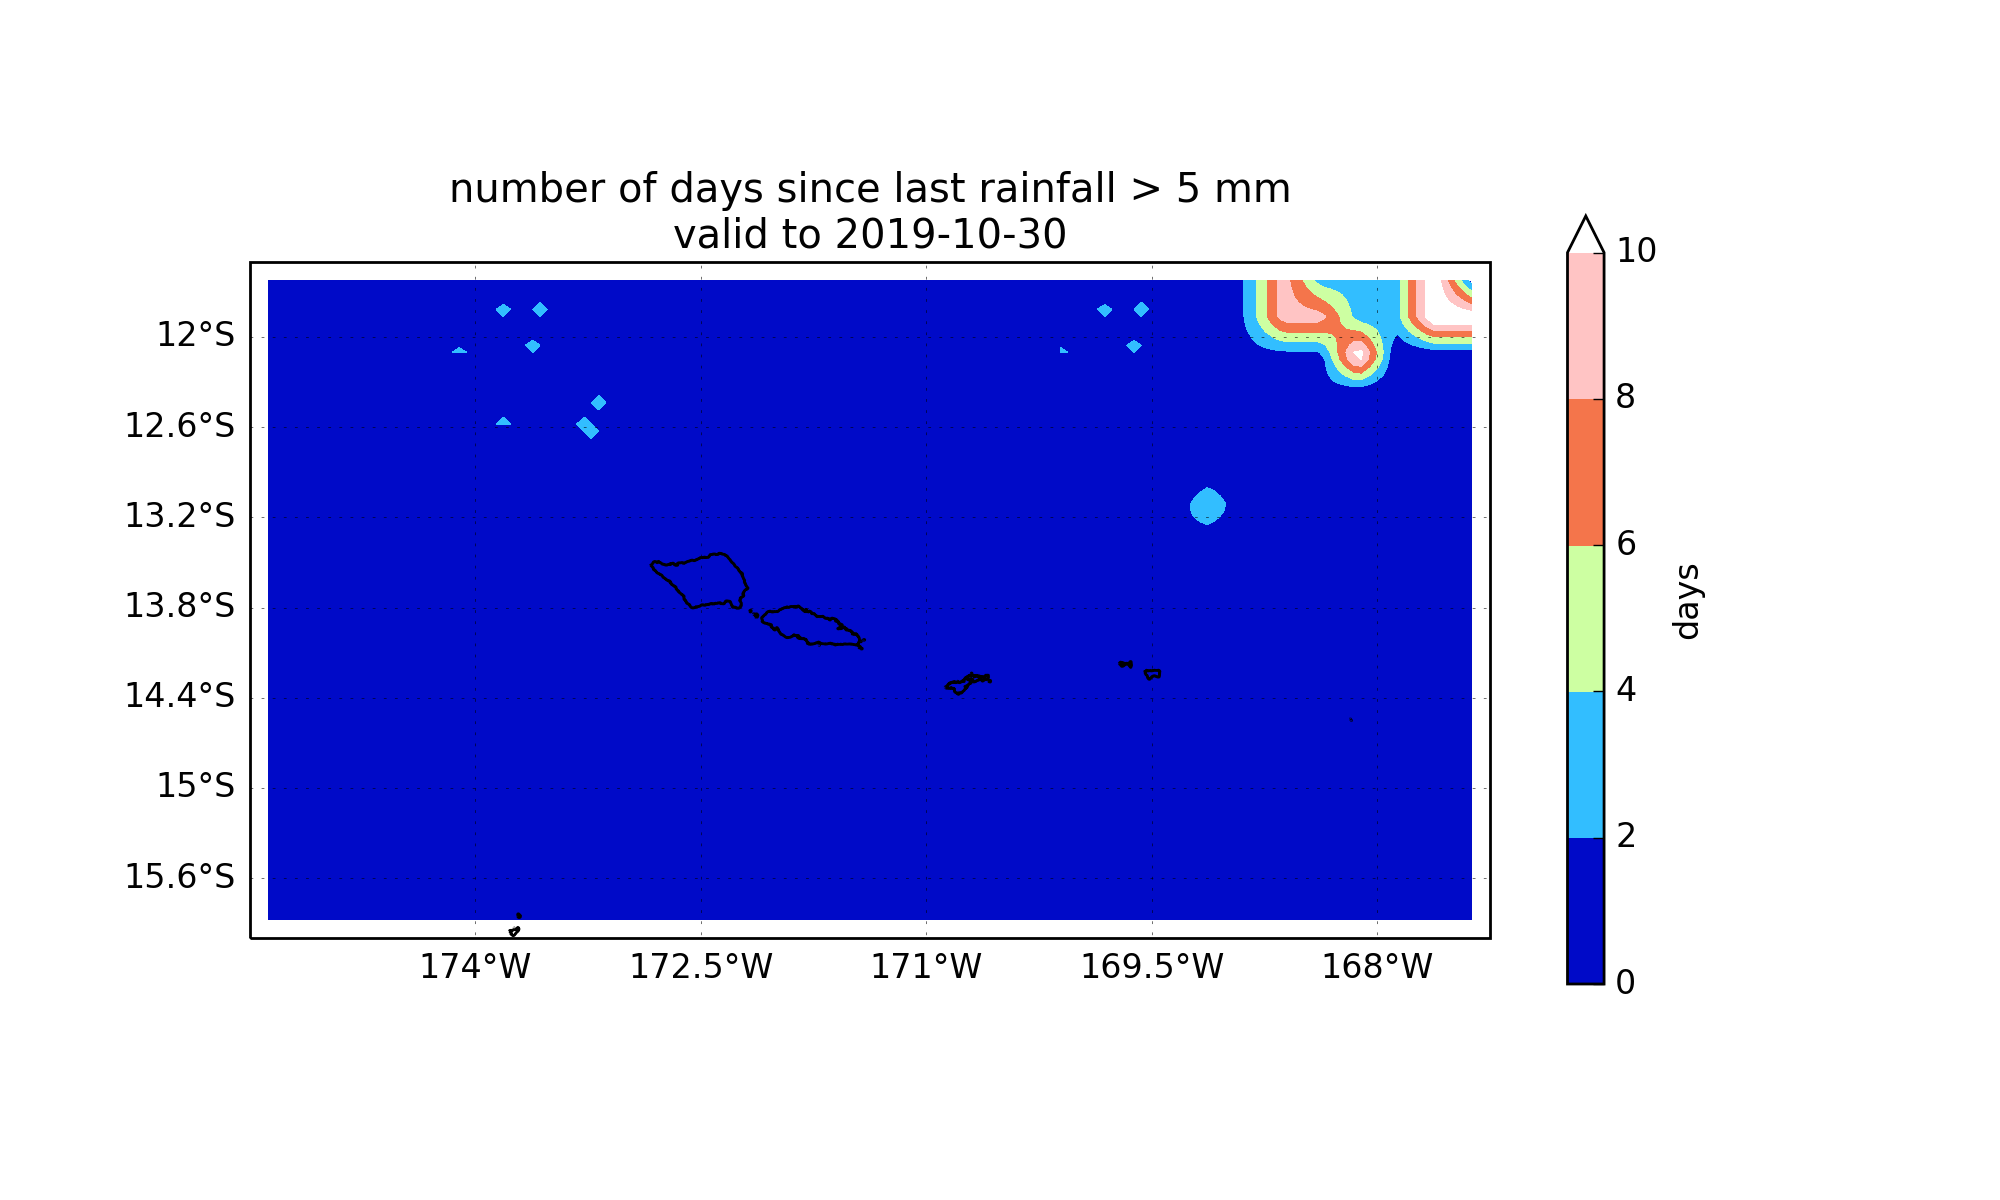 number of days since last rainfall > 5 mm
valid to 2019-10-30
12°S
12.6°S
13.2°S
13.8°S
14.4°S
15°S
15.6°S
174°W
172.5°W
171°W
169.5°W
168°W
10
8
6
4
2
0
days